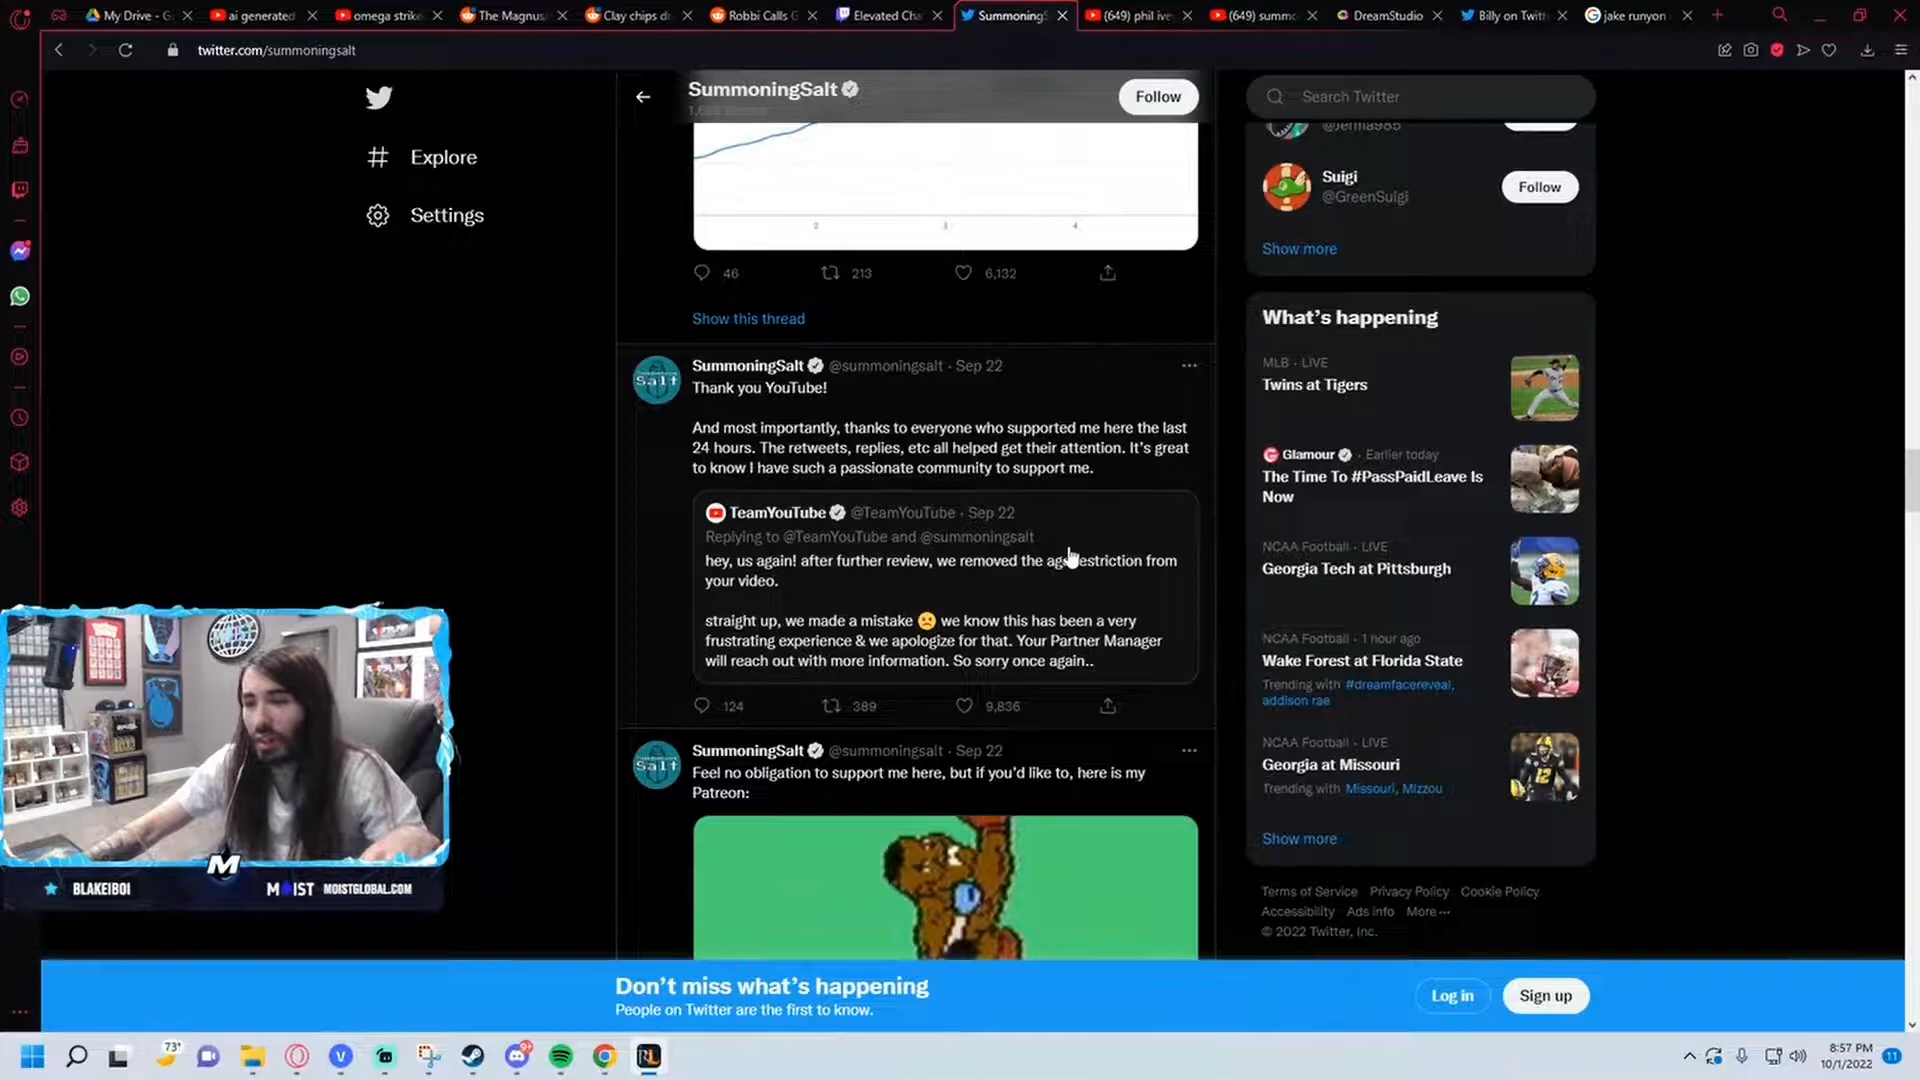 My Drive - G
ai generated
omega strike
The Magnus
Clay chips dr
Robbi Calls G
Elevated Cha
SummoningS
(649) phil ive
(649) summo
DreamStudio
Billy on Twitt
jake runyon
twitter.com/summoningsalt
SummoningSalt
Follow
Search Twitter
@Jerma985
Explore
Settings
Suigi
@GreenSuigi
Follow
Show more
2 3 4
46 213 6,132
Show this thread
What's happening
MLB · LIVE
Twins at Tigers
Glamour · Earlier today
The Time To #PassPaidLeave Is
Now
NCAA Football · LIVE
Georgia Tech at Pittsburgh
NCAA Football · 1 hour ago
Wake Forest at Florida State
Trending with #dreamfacereveal,
addison rae
NCAA Football · LIVE
Georgia at Missouri
Trending with Missouri, Mizzou
Show more
Terms of Service Privacy Policy Cookie Policy
Accessibility Ads info More ···
© 2022 Twitter, Inc.
SummoningSalt @summoningsalt · Sep 22
Thank you YouTube!
And most importantly, thanks to everyone who supported me here the last
24 hours. The retweets, replies, etc all helped get their attention. It's great
to know I have such a passionate community to support me.
TeamYouTube @TeamYouTube · Sep 22
Replying to @TeamYouTube and @summoningsalt
hey, us again! after further review, we removed the age restriction from
your video.
straight up, we made a mistake 🙁 we know this has been a very
frustrating experience & we apologize for that. Your Partner Manager
will reach out with more information. So sorry once again..
124 389 9,836
SummoningSalt @summoningsalt · Sep 22
Feel no obligation to support me here, but if you'd like to, here is my
Patreon:
Salt
Salt
M
BLAKEIBOI
MOIST MOISTGLOBAL.COM
Don't miss what's happening
People on Twitter are the first to know.
Log in
Sign up
73°
9+
RL
8:57 PM
10/1/2022
11